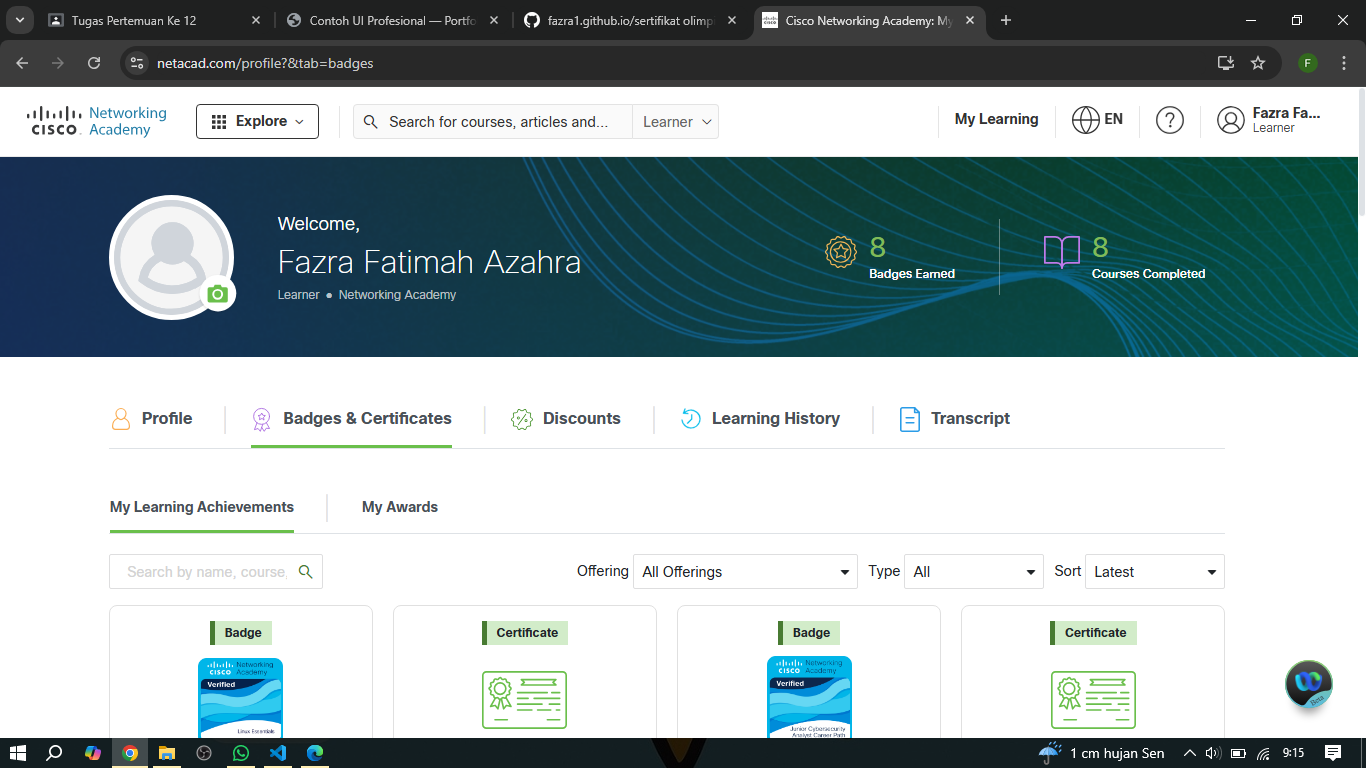 Tugas Pertemuan Ke 12
Contoh UI Profesional — Portfo
fazra1.github.io/sertifikat olimp
Cisco Networking Academy: My
netacad.com/profile?&tab=badges
F
CISCO Networking Academy
Explore
Search for courses, articles and...
Learner
My Learning
EN
?
Fazra Fa...
Learner
Welcome,
Fazra Fatimah Azahra
Learner ● Networking Academy
8
Badges Earned
8
Courses Completed
Profile
Badges & Certificates
Discounts
Learning History
Transcript
My Learning Achievements
My Awards
Search by name, course,
Offering
All Offerings
Type
All
Sort
Latest
Badge
CISCO Networking Academy
Verified
Linux Essentials
Certificate
Badge
CISCO Networking Academy
Verified
Junior Cybersecurity
Analyst Career Path
Certificate
Beta
1 cm hujan Sen
9:15